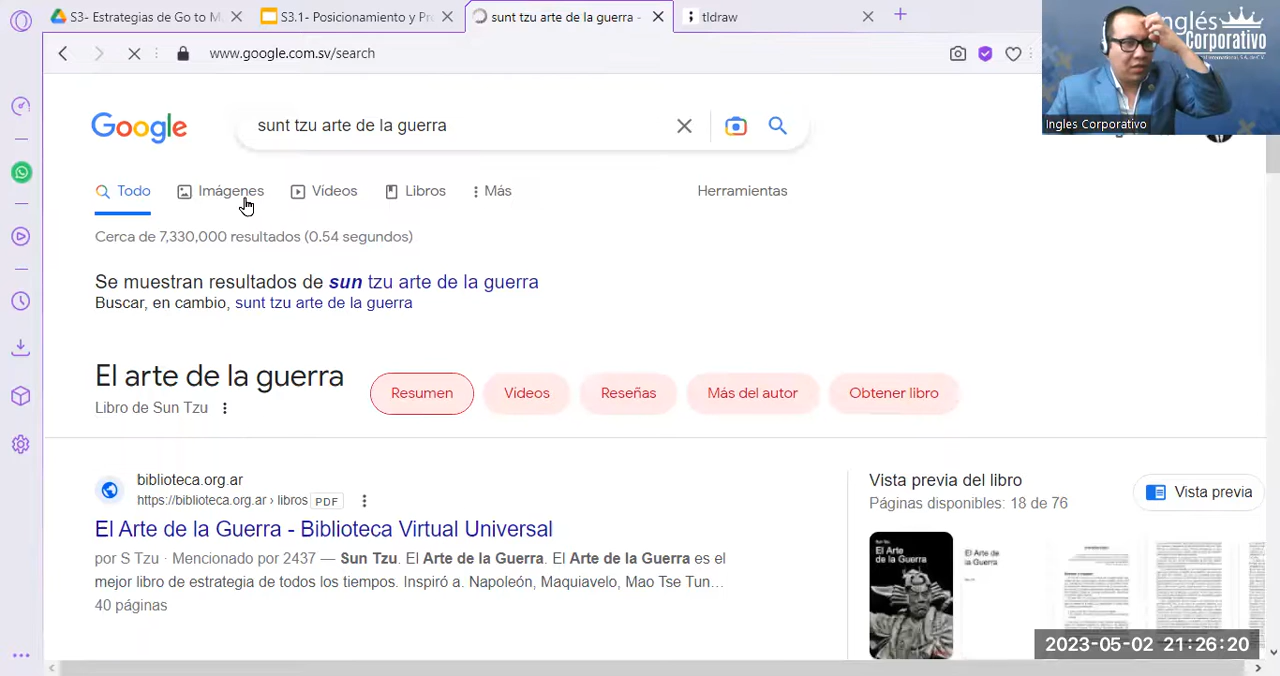 S3- Estrategias de Go to M
S3.1- Posicionamiento y Pr
sunt tzu arte de la guerra -
tldraw
www.google.com.sv/search
Inglés
Corporativo
Ingles Corporativo
Google
sunt tzu arte de la guerra
Todo
Imágenes
Videos
Libros
Más
Herramientas
Cerca de 7,330,000 resultados (0.54 segundos)
Se muestran resultados de sun tzu arte de la guerra
Buscar, en cambio, sunt tzu arte de la guerra
El arte de la guerra
Libro de Sun Tzu
Resumen
Videos
Reseñas
Más del autor
Obtener libro
biblioteca.org.ar
https://biblioteca.org.ar › libros PDF
El Arte de la Guerra - Biblioteca Virtual Universal
por S Tzu · Mencionado por 2437 — Sun Tzu. El Arte de la Guerra. El Arte de la Guerra es el
mejor libro de estrategia de todos los tiempos. Inspiró a. Napoleón, Maquiavelo, Mao Tse Tun...
40 páginas
Vista previa del libro
Páginas disponibles: 18 de 76
Vista previa
El Arte
de la Guerra
El Arte de
la Guerra
2023-05-02 21:26:20